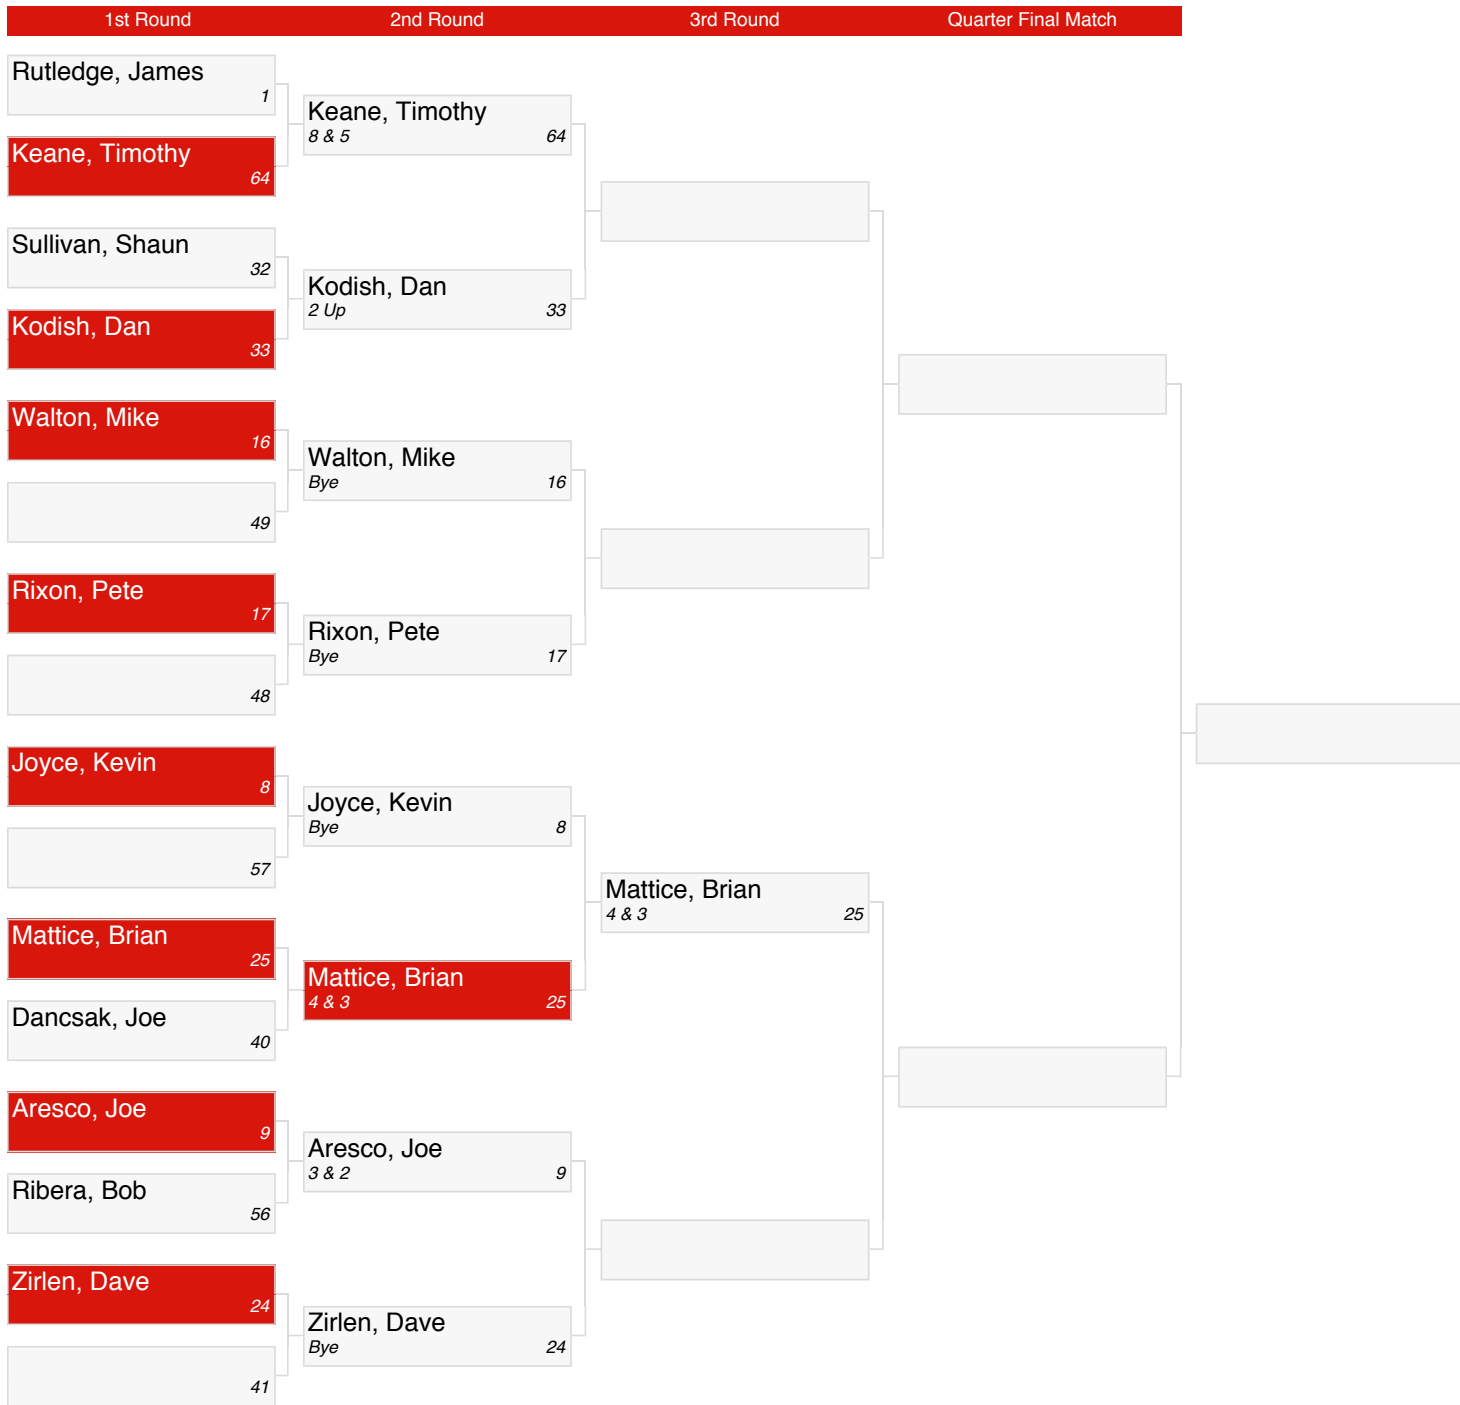 1st Round
2nd Round
3rd Round
Quarter Final Match
Rutledge, James
1
Keane, Timothy
64
Sullivan, Shaun
32
Kodish, Dan
33
Walton, Mike
16
49
Rixon, Pete
17
48
Joyce, Kevin
8
57
Mattice, Brian
25
Dancsak, Joe
40
Aresco, Joe
9
Ribera, Bob
56
Zirlen, Dave
24
41
Keane, Timothy
8 & 5 64
Kodish, Dan
2 Up 33
Walton, Mike
Bye 16
Rixon, Pete
Bye 17
Joyce, Kevin
Bye 8
Mattice, Brian
4 & 3 25
Aresco, Joe
3 & 2 9
Zirlen, Dave
Bye 24
Mattice, Brian
4 & 3 25